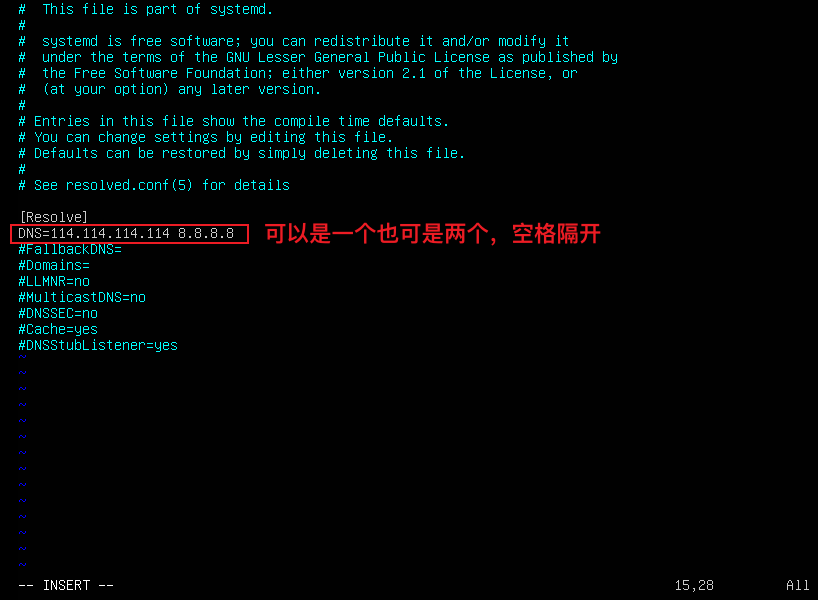 #  This file is part of systemd.
#
#  systemd is free software; you can redistribute it and/or modify it
#  under the terms of the GNU Lesser General Public License as published by
#  the Free Software Foundation; either version 2.1 of the License, or
#  (at your option) any later version.
#
# Entries in this file show the compile time defaults.
# You can change settings by editing this file.
# Defaults can be restored by simply deleting this file.
#
# See resolved.conf(5) for details

[Resolve]
DNS=114.114.114.114 8.8.8.8 可以是一个也可是两个，空格隔开
#FallbackDNS=
#Domains=
#LLMNR=no
#MulticastDNS=no
#DNSSEC=no
#Cache=yes
#DNSStubListener=yes
~
~
~
~
~
~
~
~
~
~
~
~
~
~
-- INSERT -- 15,28 All